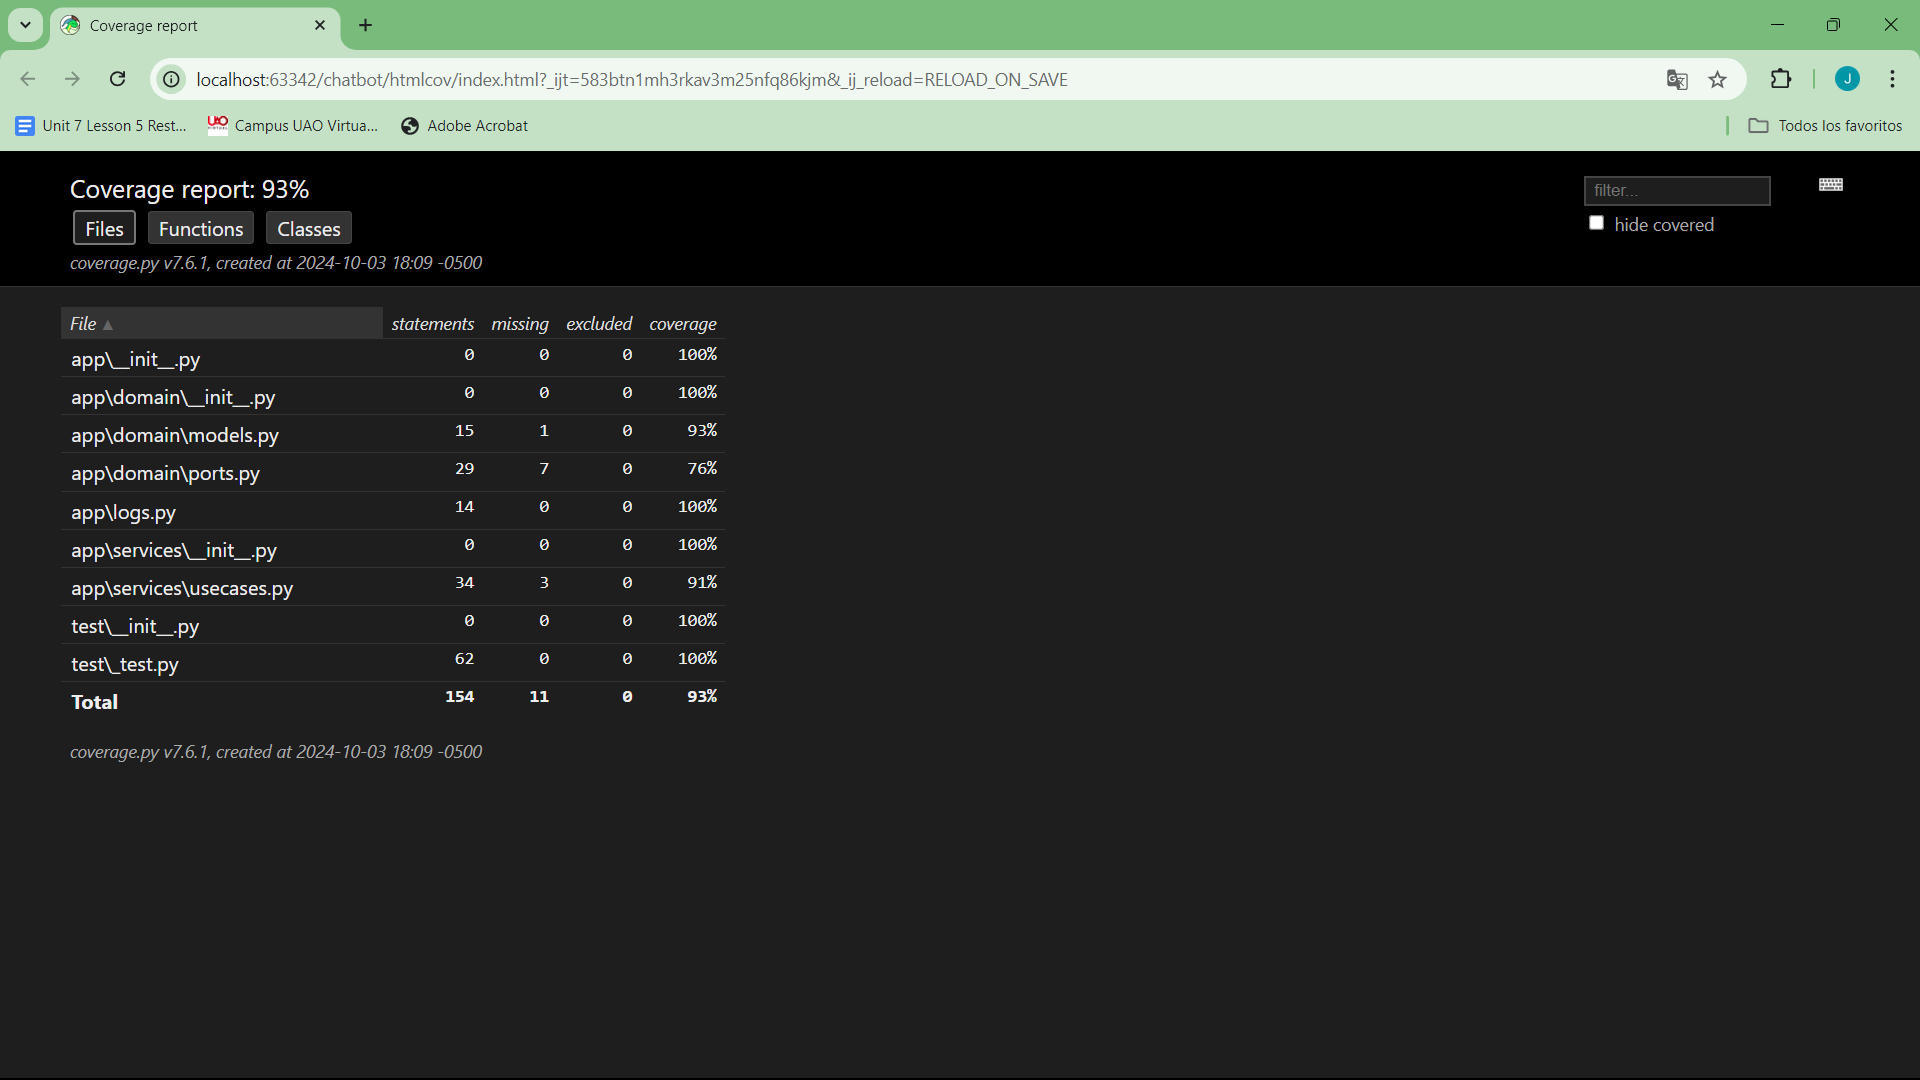 Coverage report
localhost:63342/chatbot/htmlcov/index.html?_ijt=583btn1mh3rkav3m25nfq86kjm&_ij_reload=RELOAD_ON_SAVE
J
Unit 7 Lesson 5 Rest... Campus UAO Virtua... Adobe Acrobat Todos los favoritos
Coverage report: 93%
filter...
Files Functions Classes
hide covered
coverage.py v7.6.1, created at 2024-10-03 18:09 -0500
File ▲ statements missing excluded coverage
app\__init__.py 0 0 0 100%
app\domain\__init__.py 0 0 0 100%
app\domain\models.py 15 1 0 93%
app\domain\ports.py 29 7 0 76%
app\logs.py 14 0 0 100%
app\services\__init__.py 0 0 0 100%
app\services\usecases.py 34 3 0 91%
test\__init__.py 0 0 0 100%
test\_test.py 62 0 0 100%
Total 154 11 0 93%
coverage.py v7.6.1, created at 2024-10-03 18:09 -0500